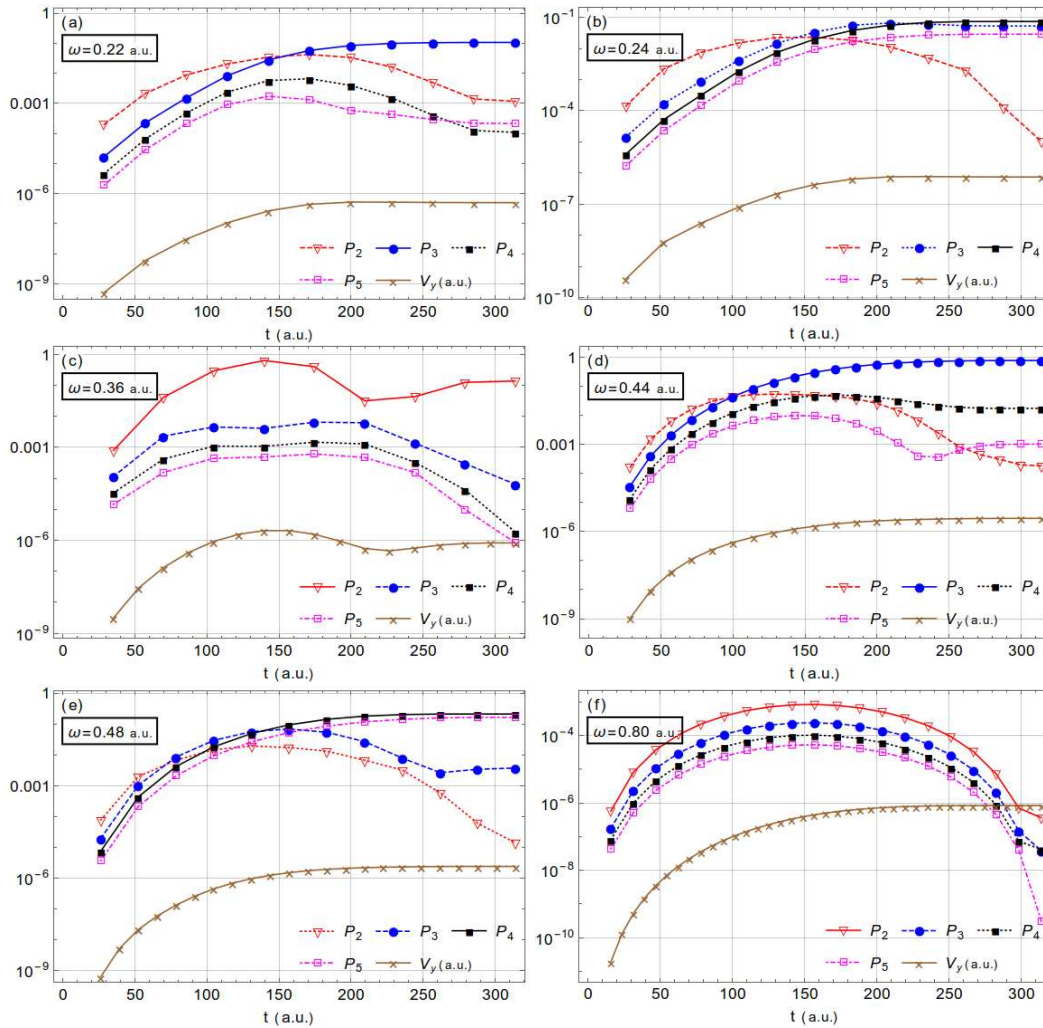 (a)
ω=0.22 a.u.
1
0.001
10⁻⁶
10⁻⁹
P₂ P₃ P₄
P₅ V_y (a.u.)
0 50 100 150 200 250 300
t (a.u.)
(b)
ω=0.24 a.u.
10⁻¹
10⁻⁴
10⁻⁷
10⁻¹⁰
P₂ P₃ P₄
P₅ V_y (a.u.)
0 50 100 150 200 250 300
t (a.u.)
(c)
ω=0.36 a.u.
1
0.001
10⁻⁶
10⁻⁹
P₂ P₃ P₄
P₅ V_y (a.u.)
0 50 100 150 200 250 300
t (a.u.)
(d)
ω=0.44 a.u.
1
0.001
10⁻⁶
10⁻⁹
P₂ P₃ P₄
P₅ V_y (a.u.)
0 50 100 150 200 250 300
t (a.u.)
(e)
ω=0.48 a.u.
1
0.001
10⁻⁶
10⁻⁹
P₂ P₃ P₄
P₅ V_y (a.u.)
0 50 100 150 200 250 300
t (a.u.)
(f)
ω=0.80 a.u.
10⁻⁴
10⁻⁶
10⁻⁸
10⁻¹⁰
P₂ P₃ P₄
P₅ V_y (a.u.)
0 50 100 150 200 250 300
t (a.u.)